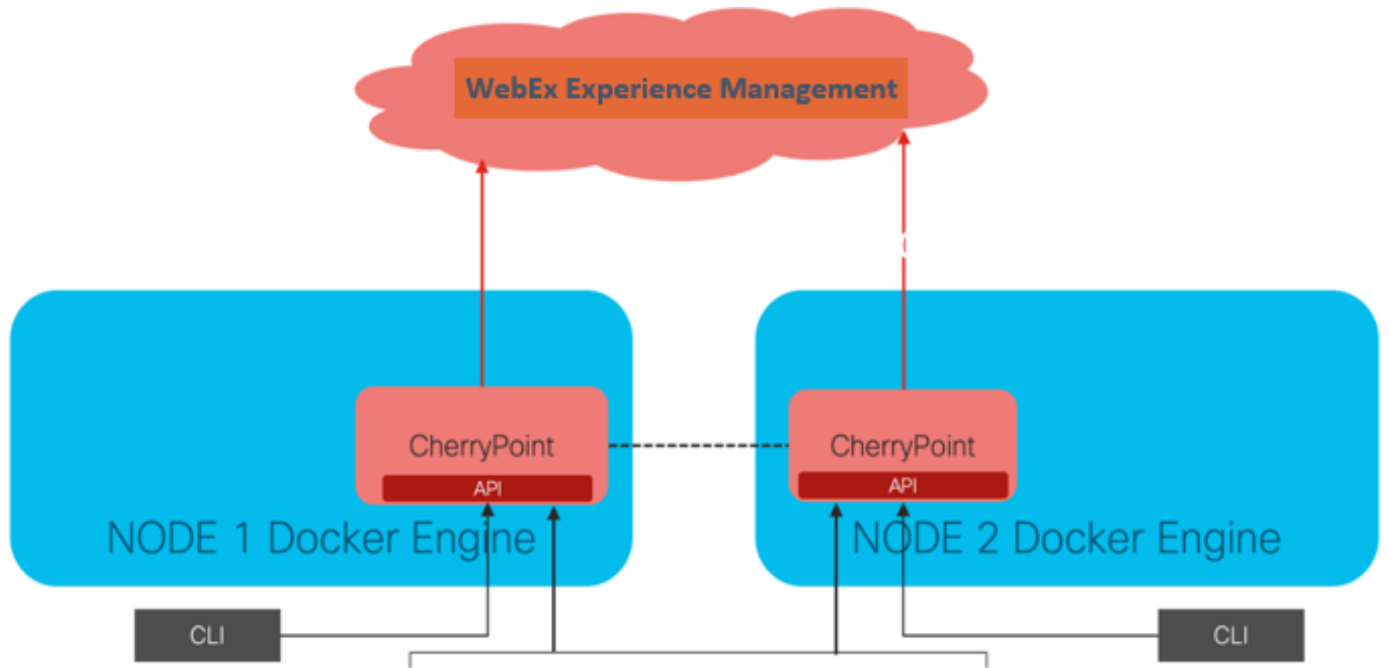 WebEx Experience Management
CherryPoint
API
NODE 1 Docker Engine
CherryPoint
API
NODE 2 Docker Engine
CLI
CLI